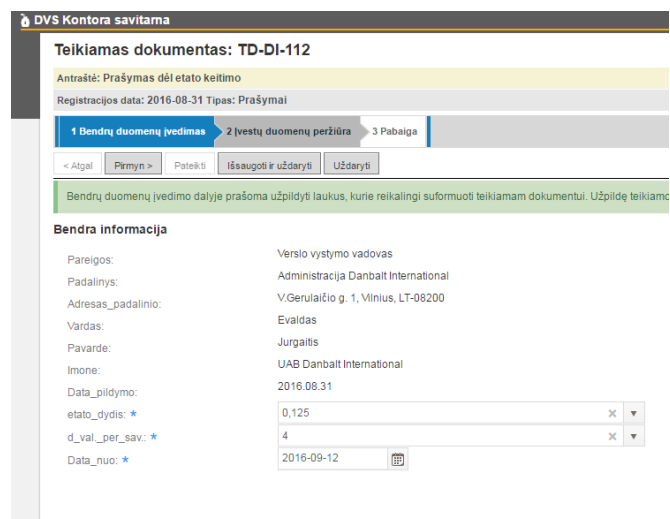 DVS Kontora savitarna
Teikiamas dokumentas: TD-DI-112
Antraštė: Prašymas dėl etato keitimo
Registracijos data: 2016-08-31 Tipas: Prašymai
1 Bendrų duomenų įvedimas 2 Įvestų duomenų peržiūra 3 Pabaiga
< Atgal Pirmyn > Pateikti Išsaugoti ir uždaryti Uždaryti
Bendrų duomenų įvedimo dalyje prašoma užpildyti laukus, kurie reikalingi suformuoti teikiamam dokumentui. Užpildę teikiamo
Bendra informacija
Pareigos: Verslo vystymo vadovas
Padalinys: Administracija Danbalt International
Adresas_padalinio: V.Gerulaičio g. 1, Vilnius, LT-08200
Vardas: Evaldas
Pavarde: Jurgaitis
Imone: UAB Danbalt International
Data_pildymo: 2016.08.31
etato_dydis: * 0,125
d_val._per_sav.: * 4
Data_nuo: * 2016-09-12